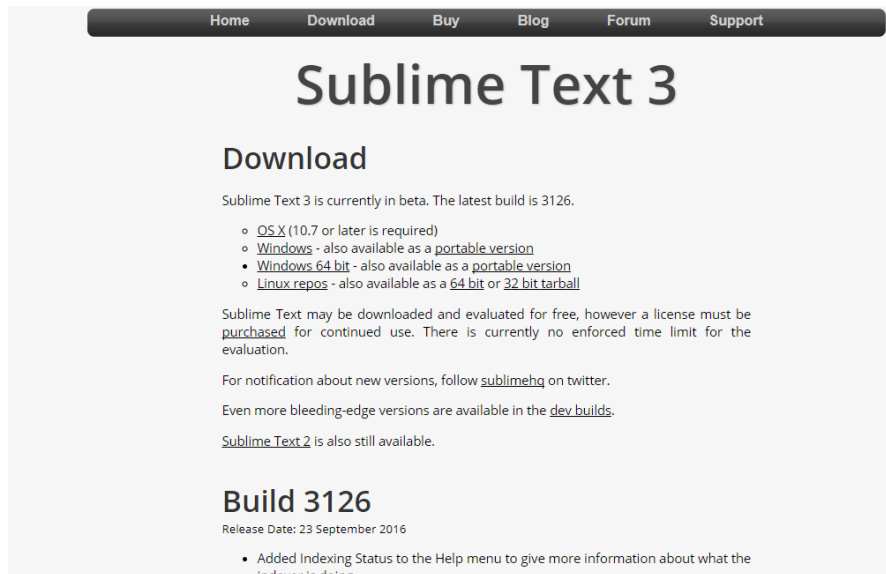 Home Download Buy Blog Forum Support
Sublime Text 3
Download
Sublime Text 3 is currently in beta. The latest build is 3126.
OS X (10.7 or later is required)
Windows - also available as a portable version
Windows 64 bit - also available as a portable version
Linux repos - also available as a 64 bit or 32 bit tarball
Sublime Text may be downloaded and evaluated for free, however a license must be
purchased for continued use. There is currently no enforced time limit for the
evaluation.
For notification about new versions, follow sublimehq on twitter.
Even more bleeding-edge versions are available in the dev builds.
Sublime Text 2 is also still available.
Build 3126
Release Date: 23 September 2016
Added Indexing Status to the Help menu to give more information about what the